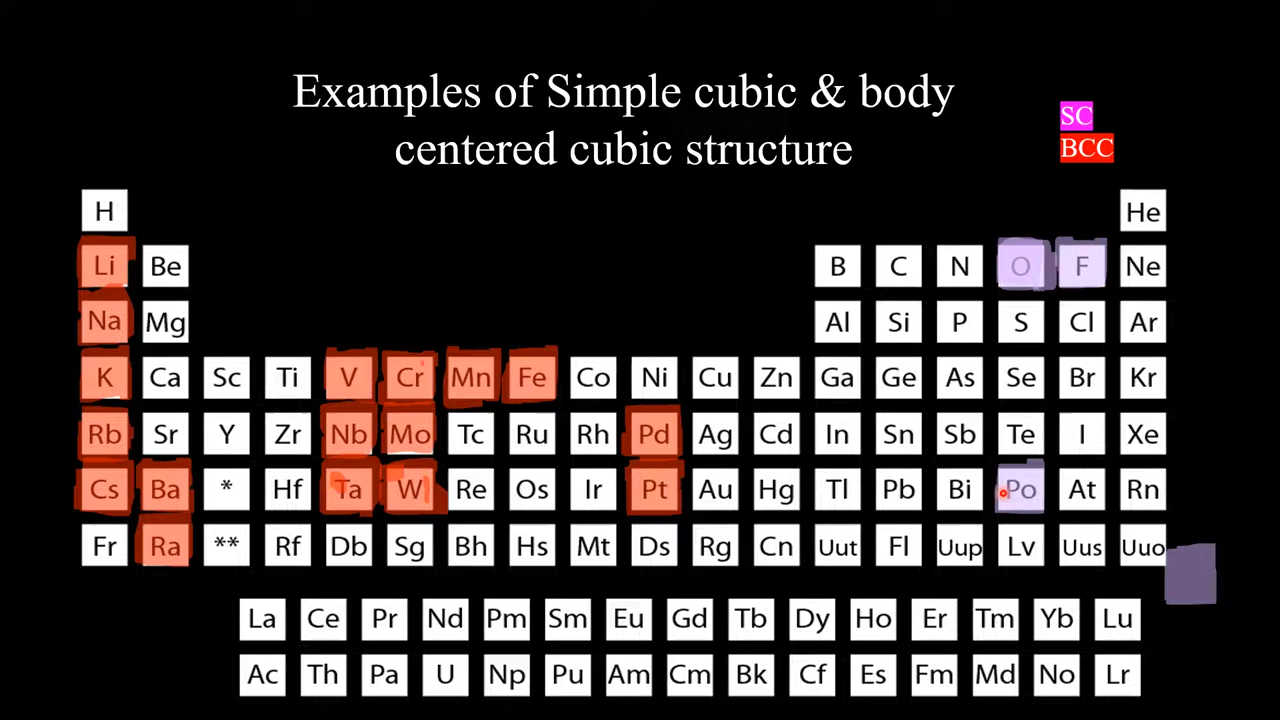 Examples of Simple cubic & body
centered cubic structure
SC
BCC
H He
Li Be B C N O F Ne
Na Mg Al Si P S Cl Ar
K Ca Sc Ti V Cr Mn Fe Co Ni Cu Zn Ga Ge As Se Br Kr
Rb Sr Y Zr Nb Mo Tc Ru Rh Pd Ag Cd In Sn Sb Te I Xe
Cs Ba * Hf Ta W Re Os Ir Pt Au Hg Tl Pb Bi Po At Rn
Fr Ra ** Rf Db Sg Bh Hs Mt Ds Rg Cn Uut Fl Uup Lv Uus Uuo
La Ce Pr Nd Pm Sm Eu Gd Tb Dy Ho Er Tm Yb Lu
Ac Th Pa U Np Pu Am Cm Bk Cf Es Fm Md No Lr